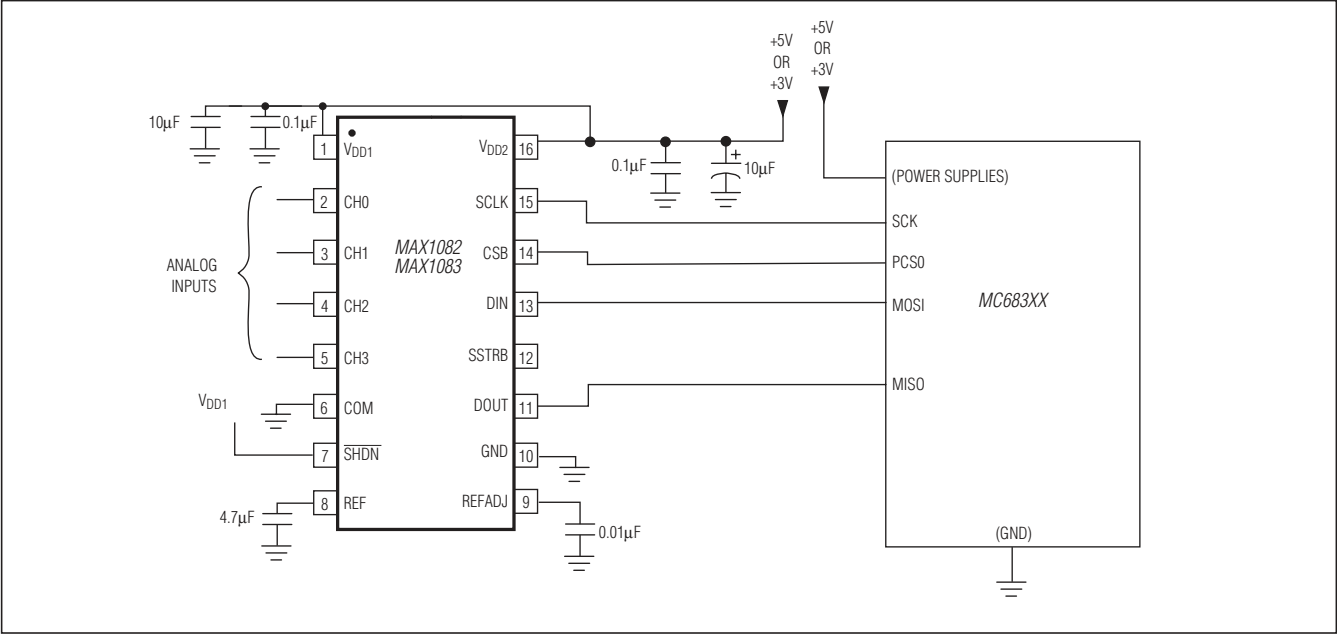 +5V
OR
+3V
+5V
OR
+3V
10µF
0.1µF
1
VDD1
VDD2
16
0.1µF
+
10µF
(POWER SUPPLIES)
2
CH0
SCLK
15
SCK
3
CH1
MAX1082
MAX1083
CSB
14
PCS0
ANALOG
INPUTS
4
CH2
DIN
13
MOSI
MC683XX
5
CH3
SSTRB
12
VDD1
6
COM
DOUT
11
MISO
7
SHDN
GND
10
8
REF
REFADJ
9
4.7µF
0.01µF
(GND)